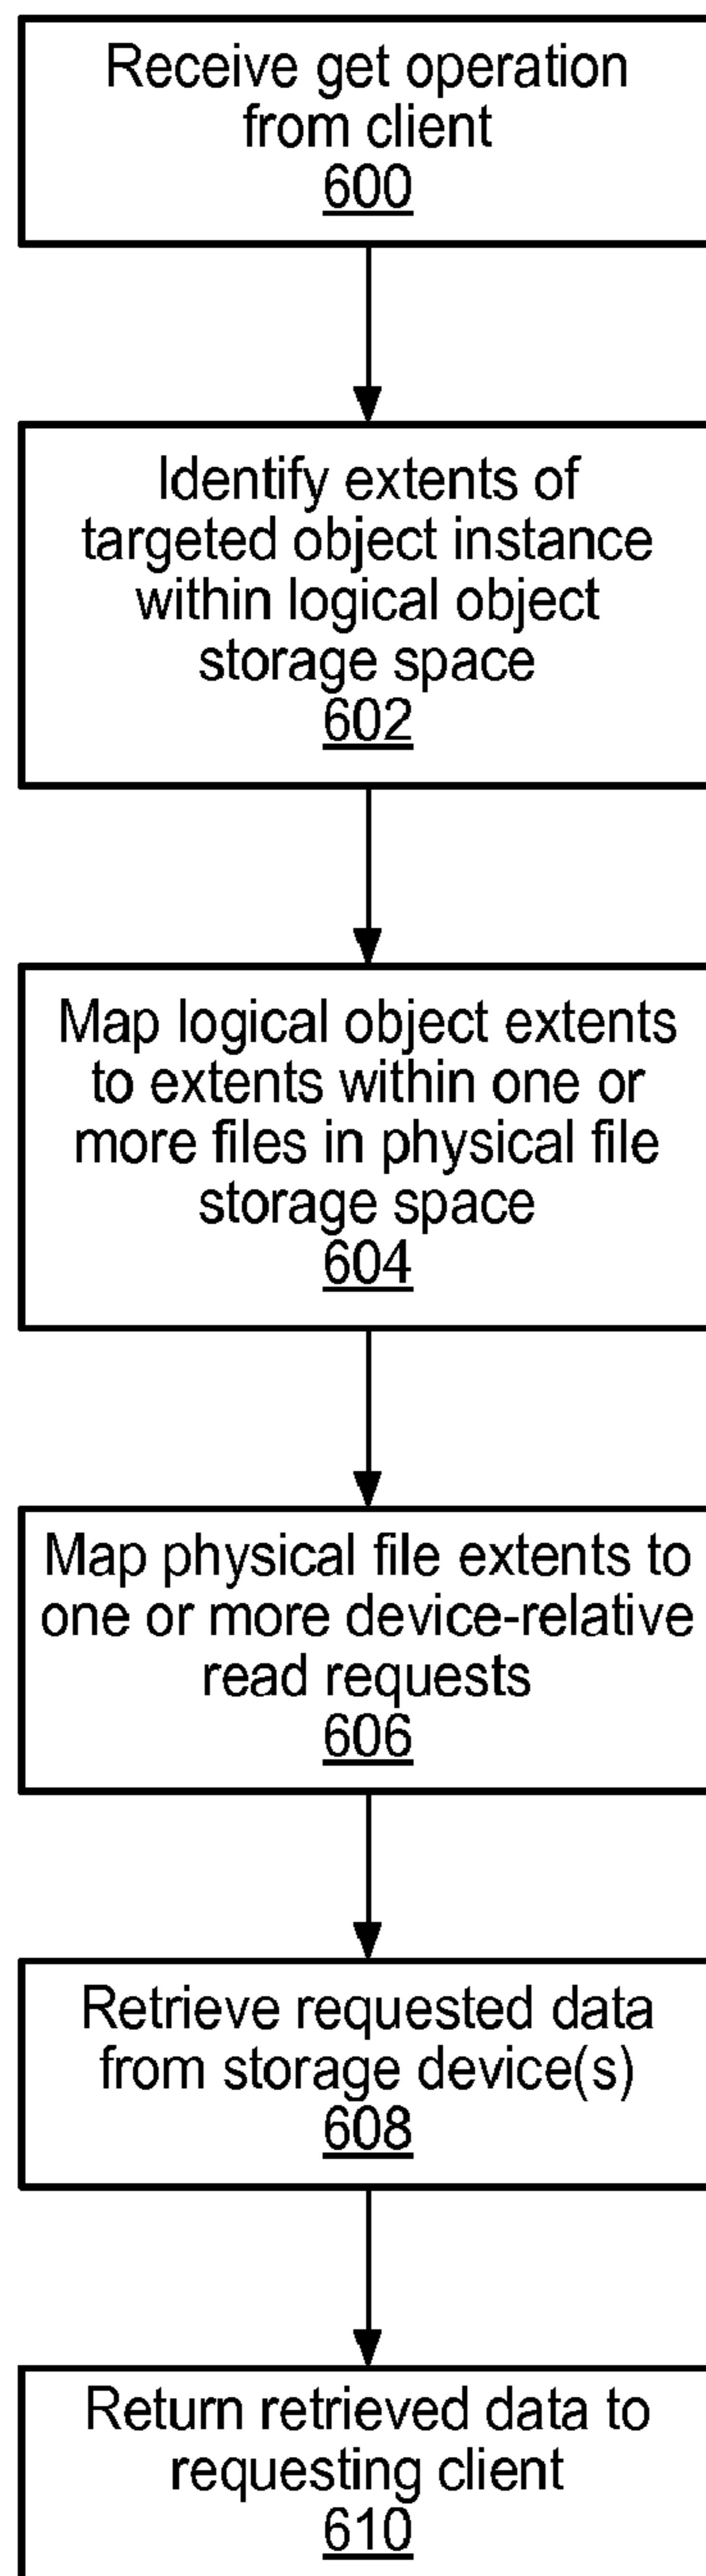 Receive get operation
from client
600
Identify extents of
targeted object instance
within logical object
storage space
602
Map logical object extents
to extents within one or
more files in physical file
storage space
604
Map physical file extents to
one or more device-relative
read requests
606
Retrieve requested data
from storage device(s)
608
Return retrieved data to
requesting client
610